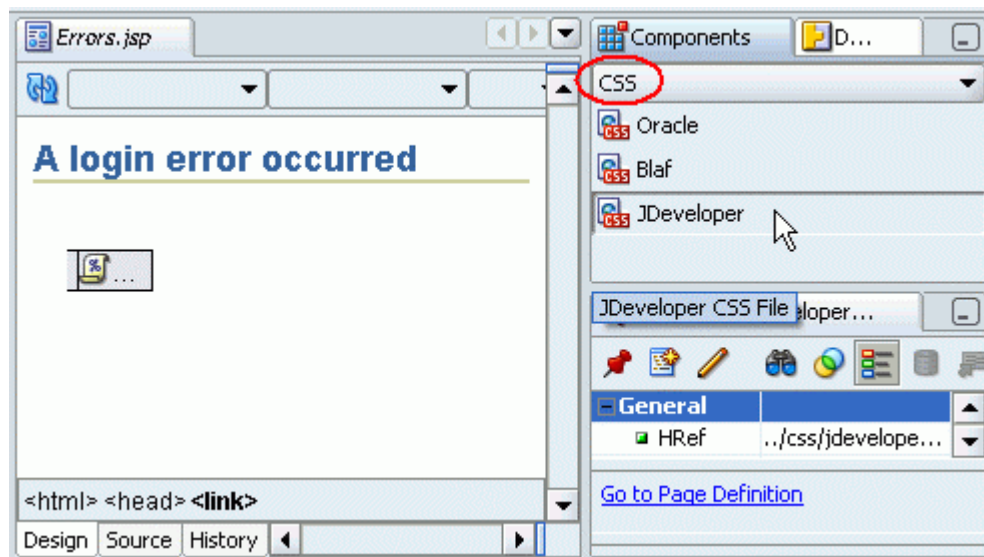 Errors.jsp
A login error occurred
...
<html> <head> <link>
Design Source History
Components D...
CSS
Oracle
Blaf
JDeveloper
JDeveloper CSS File eloper...
General
HRef ../css/jdevelope...
Go to Page Definition